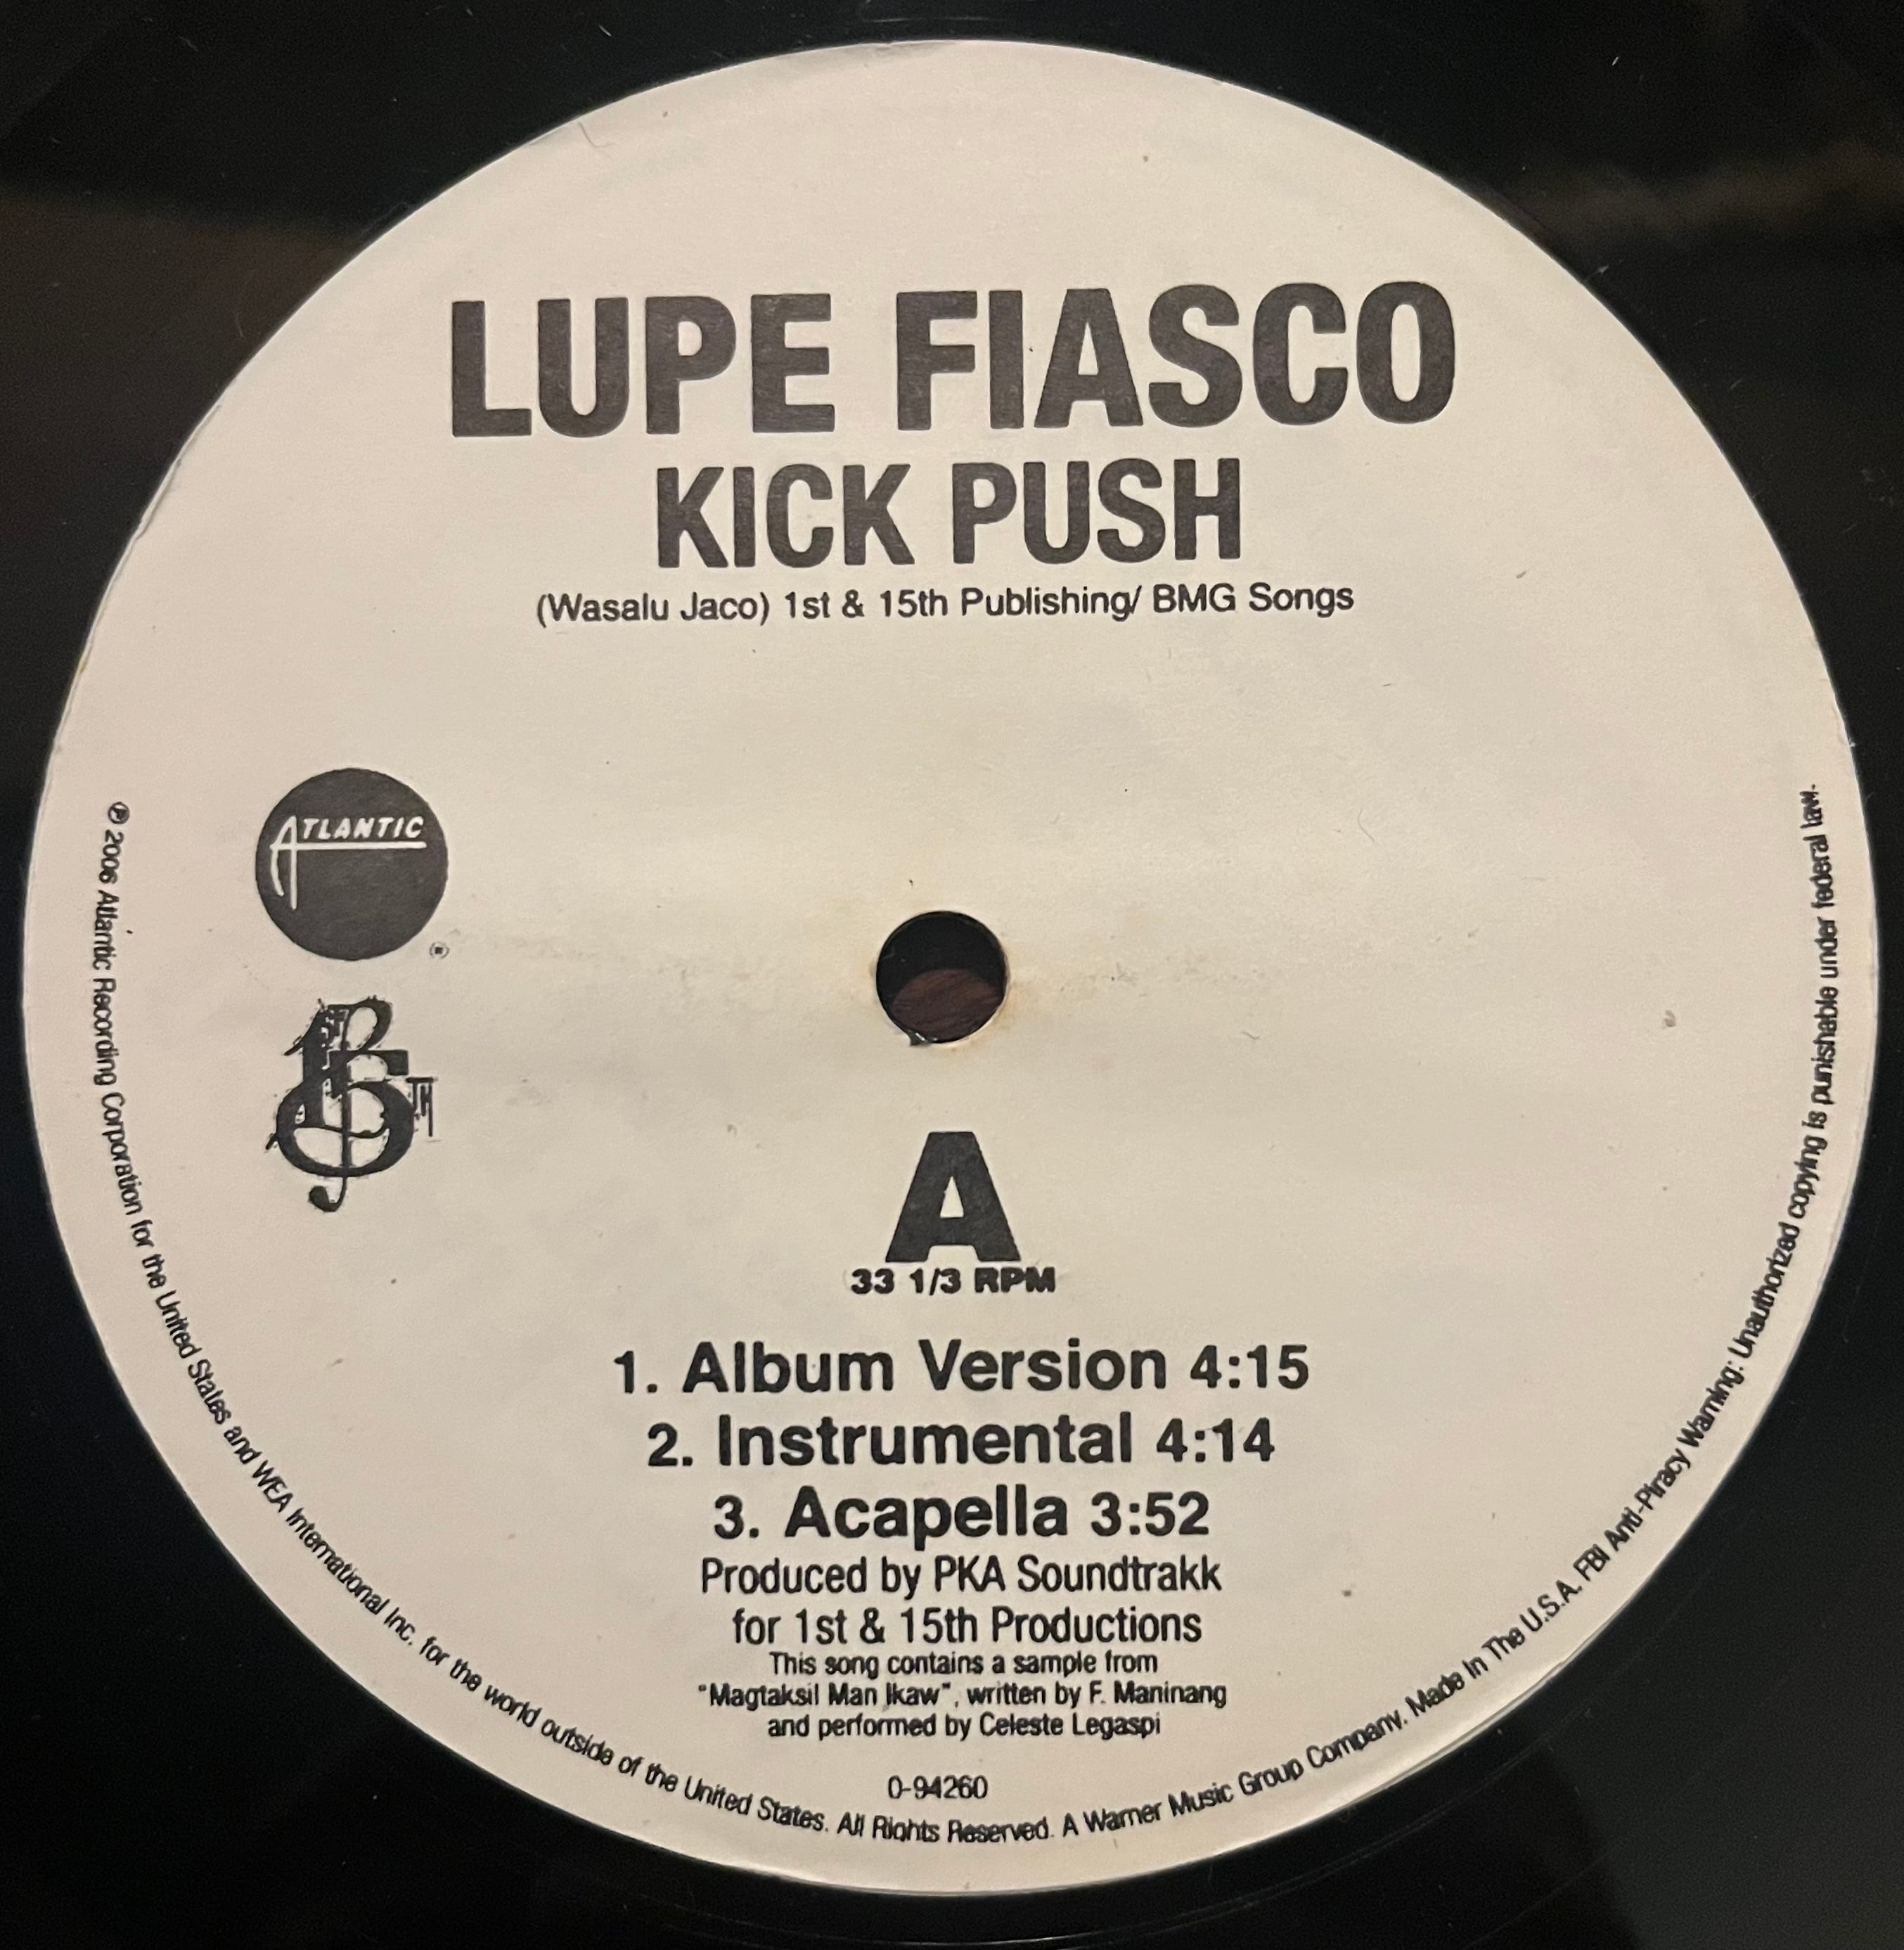 LUPE FIASCO
KICK PUSH
(Wasalu Jaco) 1st & 15th Publishing/ BMG Songs
ATLANTIC
®
1ST 15TH
A
33 1/3 RPM
1. Album Version 4:15
2. Instrumental 4:14
3. Acapella 3:52
Produced by PKA Soundtrakk
for 1st & 15th Productions
This song contains a sample from
"Magtaksil Man Ikaw", written by F. Maninang
and performed by Celeste Legaspi
0-94260
℗ 2006 Atlantic Recording Corporation for the United States and WEA International Inc. for the world outside of the United States. All Rights Reserved. A Warner Music Group Company. Made In The U.S.A. FBI Anti-Piracy Warning: Unauthorized copying is punishable under federal law.